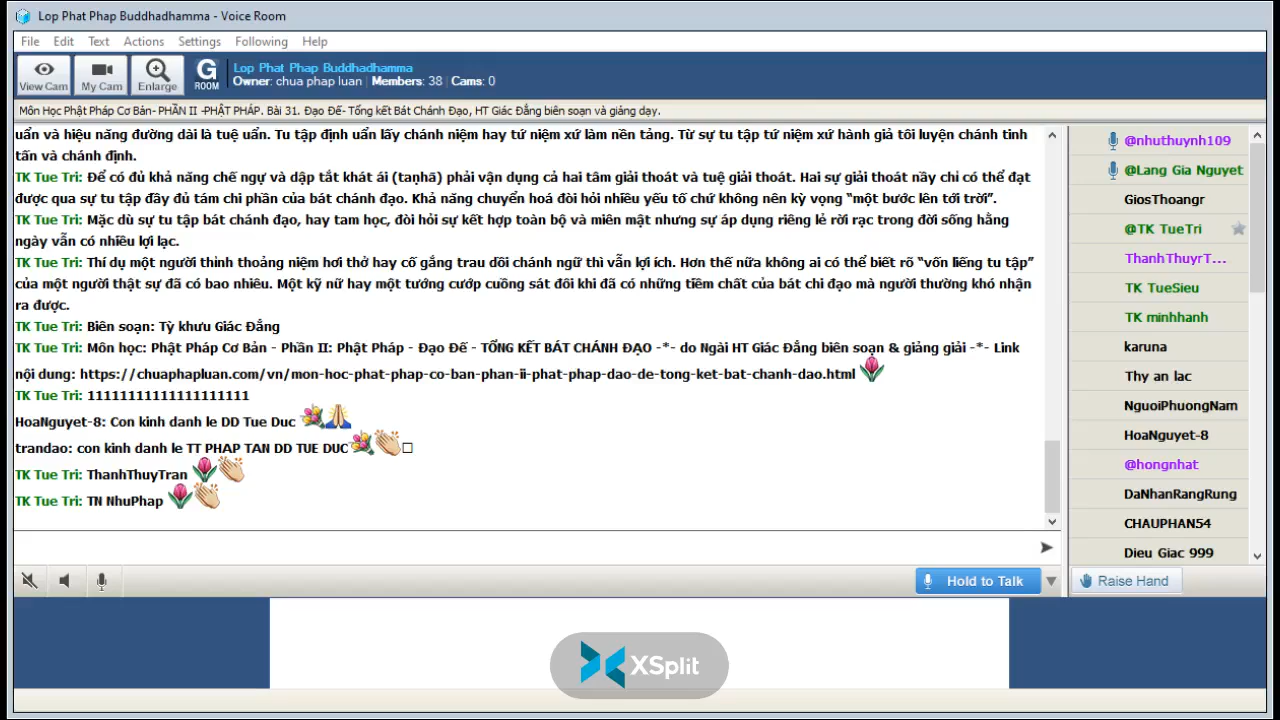 Lop Phat Phap Buddhadhamma - Voice Room
File Edit Text Actions Settings Following Help
View Cam My Cam Enlarge G ROOM
Lop Phat Phap Buddhadhamma
Owner: chua phap luan | Members: 38 | Cams: 0
Môn Học Phật Pháp Cơ Bản- PHẦN II -PHẬT PHÁP. Bài 31. Đạo Đế- Tổng kết Bát Chánh Đạo, HT Giác Đẳng biên soạn và giảng dạy.
uẩn và hiệu năng đường dài là tuệ uẩn. Tu tập định uẩn lấy chánh niệm hay tứ niệm xứ làm nền tảng. Từ sự tu tập tứ niệm xứ hành giả tôi luyện chánh tinh
tấn và chánh định.
TK Tue Tri: Để có đủ khả năng chế ngự và dập tắt khát ái (taṇhā) phải vận dụng cả hai tâm giải thoát và tuệ giải thoát. Hai sự giải thoát nầy chỉ có thể đạt
được qua sự tu tập đầy đủ tám chi phần của bát chánh đạo. Khả năng chuyển hoá đòi hỏi nhiều yếu tố chứ không nên kỳ vọng “một bước lên tới trời”.
TK Tue Tri: Mặc dù sự tu tập bát chánh đạo, hay tam học, đòi hỏi sự kết hợp toàn bộ và miên mật nhưng sự áp dụng riêng lẻ rời rạc trong đời sống hằng
ngày vẫn có nhiều lợi lạc.
TK Tue Tri: Thí dụ một người thỉnh thoảng niệm hơi thở hay cố gắng trau dồi chánh ngữ thì vẫn lợi ích. Hơn thế nữa không ai có thể biết rõ “vốn liếng tu tập”
của một người thật sự đã có bao nhiêu. Một kỹ nữ hay một tướng cướp cuồng sát đôi khi đã có những tiềm chất của bát chi đạo mà người thường khó nhận
ra được.
TK Tue Tri: Biên soạn: Tỳ khưu Giác Đẳng
TK Tue Tri: Môn học: Phật Pháp Cơ Bản - Phần II: Phật Pháp - Đạo Đế - TỔNG KẾT BÁT CHÁNH ĐẠO -*- do Ngài HT Giác Đẳng biên soạn & giảng giải -*- Link
nội dung: https://chuaphapluan.com/vn/mon-hoc-phat-phap-co-ban-phan-ii-phat-phap-dao-de-tong-ket-bat-chanh-dao.html
TK Tue Tri: 11111111111111111111
HoaNguyet-8: Con kinh danh le DD Tue Duc
trandao: con kinh danh le TT PHAP TAN DD TUE DUC
TK Tue Tri: ThanhThuyTran
TK Tue Tri: TN NhuPhap
@nhuthuynh109
@Lang Gia Nguyet
GiosThoangr
@TK TueTri
ThanhThuyrT...
TK TueSieu
TK minhhanh
karuna
Thy an lac
NguoiPhuongNam
HoaNguyet-8
@hongnhat
DaNhanRangRung
CHAUPHAN54
Dieu Giac 999
Hold to Talk
Raise Hand
XSplit